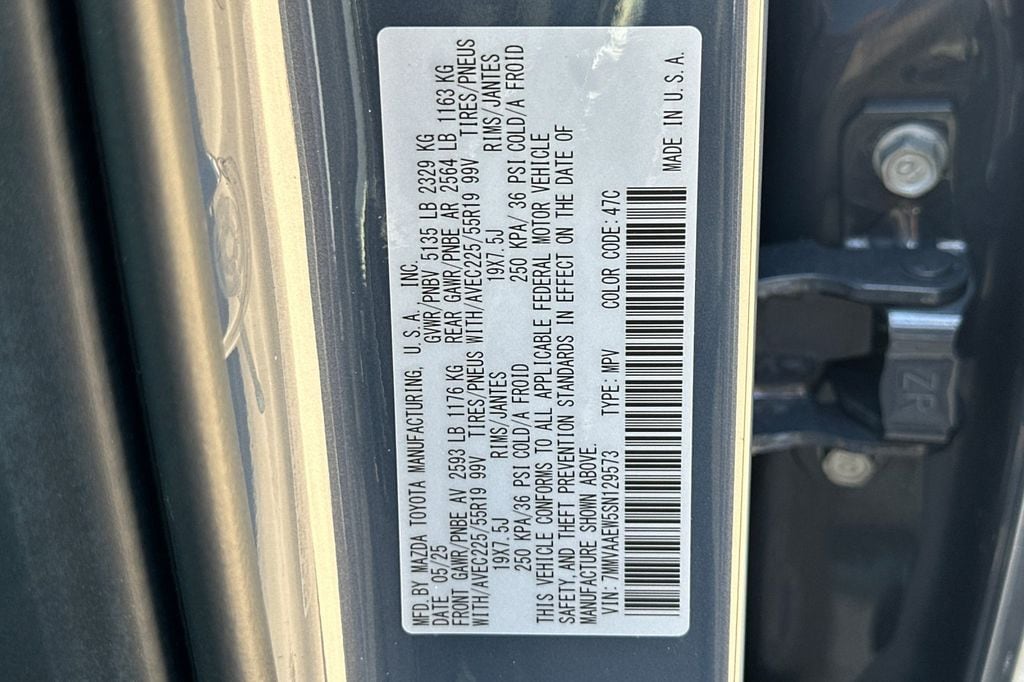 MFD.BY MAZDA TOYOTA MANUFACTURING, U.S.A., INC.
DATE 05/25 GVWR/PNBV 5135 LB 2329 KG
FRONT GAWR/PNBE AV 2593 LB 1176 KG REAR GAWR/PNBE AR 2564 LB 1163 KG
WITH/AVEC225/55R19 99V TIRES/PNEUS WITH/AVEC225/55R19 99V TIRES/PNEUS
19X7.5J RIMS/JANTES 19X7.5J RIMS/JANTES
250 KPA/36 PSI COLD/A FROID 250 KPA/ 36 PSI COLD/A FROID
THIS VEHICLE CONFORMS TO ALL APPLICABLE FEDERAL MOTOR VEHICLE
SAFETY,AND THEFT PREVENTION STANDARDS IN EFFECT ON THE DATE OF
MANUFACTURE SHOWN ABOVE.
VIN: 7MMVAAEW5SN129573 TYPE: MPV COLOR CODE: 47C
MADE IN U.S.A.
ZR